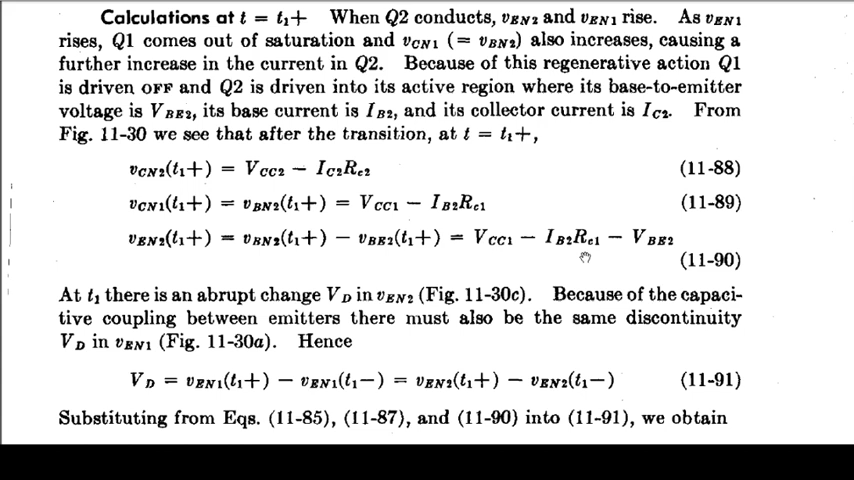 Calculations at t = t₁+ When Q2 conducts, v_EN2 and v_EN1 rise. As v_EN1
rises, Q1 comes out of saturation and v_CN1 (= v_BN2) also increases, causing a
further increase in the current in Q2. Because of this regenerative action Q1
is driven OFF and Q2 is driven into its active region where its base-to-emitter
voltage is V_BE2, its base current is I_B2, and its collector current is I_C2. From
Fig. 11-30 we see that after the transition, at t = t₁+,
v_CN2(t₁+) = V_CC2 − I_C2R_c2 (11-88)
v_CN1(t₁+) = v_BN2(t₁+) = V_CC1 − I_B2R_c1 (11-89)
v_EN2(t₁+) = v_BN2(t₁+) − v_BE2(t₁+) = V_CC1 − I_B2R_c1 − V_BE2
(11-90)
At t₁ there is an abrupt change V_D in v_EN2 (Fig. 11-30c). Because of the capaci-
tive coupling between emitters there must also be the same discontinuity
V_D in v_EN1 (Fig. 11-30a). Hence
V_D = v_EN1(t₁+) − v_EN1(t₁−) = v_EN2(t₁+) − v_EN2(t₁−) (11-91)
Substituting from Eqs. (11-85), (11-87), and (11-90) into (11-91), we obtain